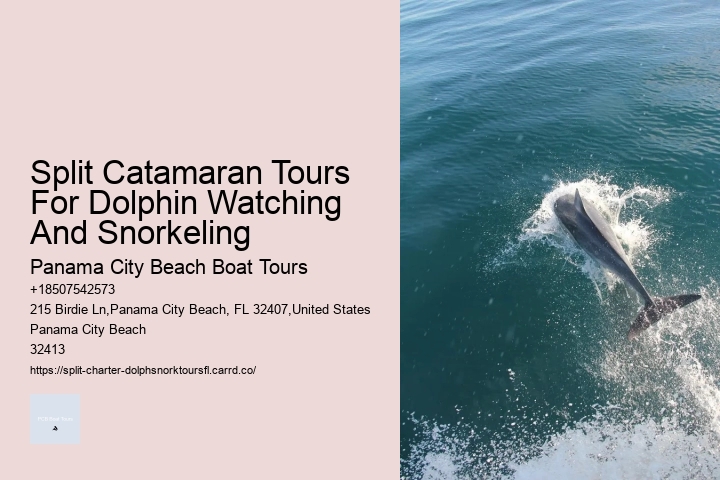 Split Catamaran Tours
For Dolphin Watching
And Snorkeling
Panama City Beach Boat Tours
+18507542573
215 Birdie Ln,Panama City Beach, FL 32407,United States
Panama City Beach
32413
https://split-charter-dolphsnorktoursfl.carrd.co/